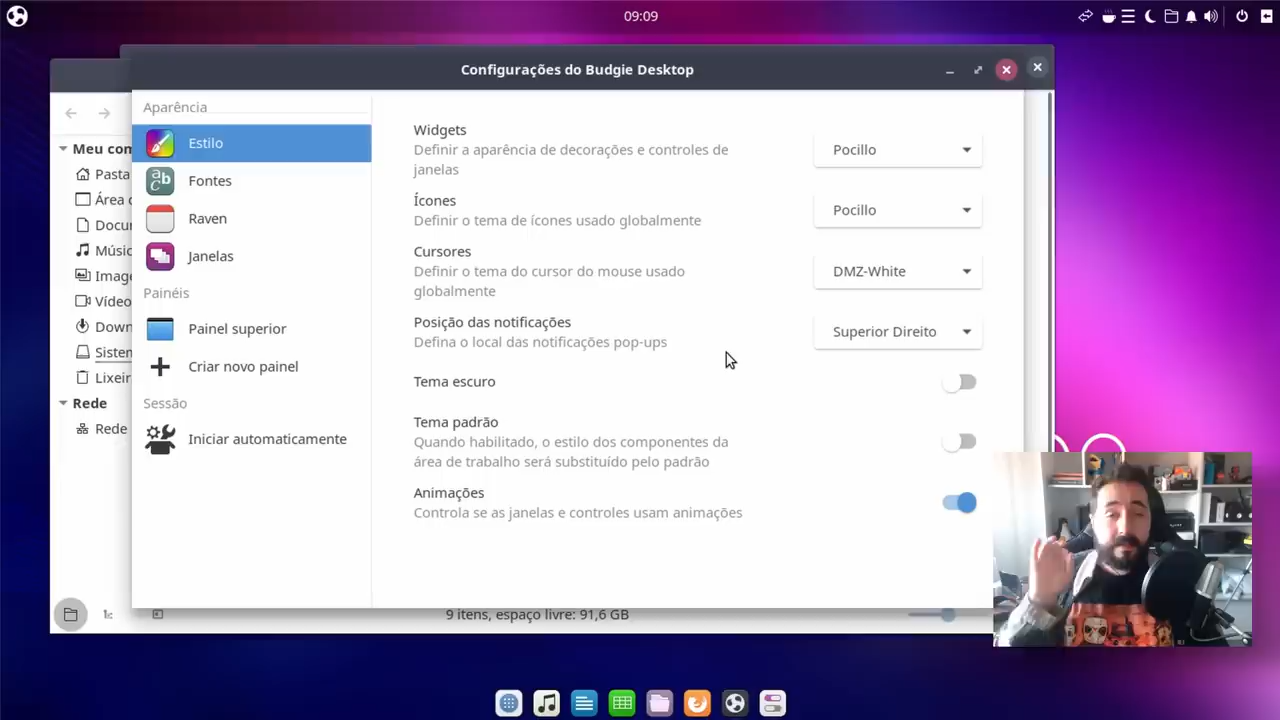 09:09
Configurações do Budgie Desktop
Meu com
Pasta
Área d
Docu
Músic
Image
Vídeo
Down
Sistem
Lixeir
Rede
Rede
Aparência
Estilo
Fontes
Raven
Janelas
Painéis
Painel superior
Criar novo painel
Sessão
Iniciar automaticamente
Widgets
Definir a aparência de decorações e controles de
janelas
Pocillo
Ícones
Definir o tema de ícones usado globalmente
Pocillo
Cursores
Definir o tema do cursor do mouse usado
globalmente
DMZ-White
Posição das notificações
Defina o local das notificações pop-ups
Superior Direito
Tema escuro
Tema padrão
Quando habilitado, o estilo dos componentes da
área de trabalho será substituído pelo padrão
Animações
Controla se as janelas e controles usam animações
9 itens, espaço livre: 91,6 GB